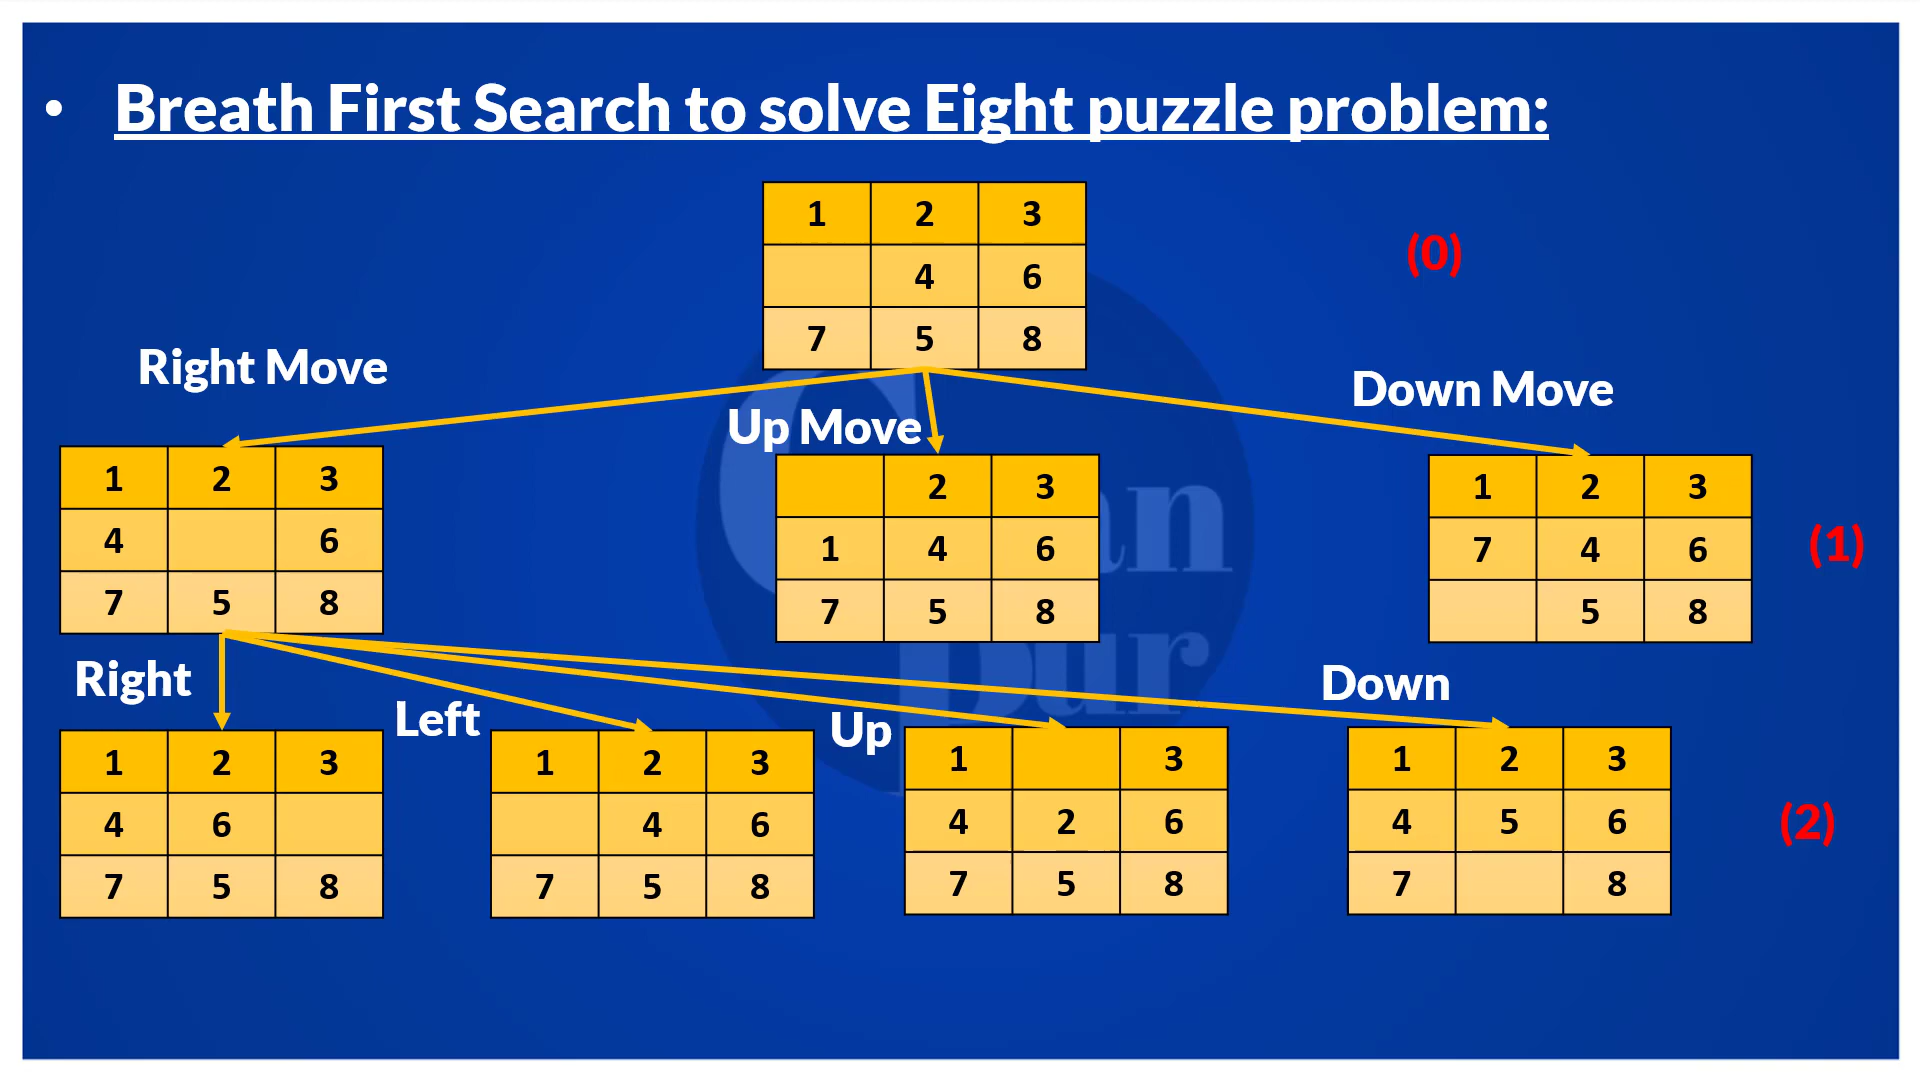 • Breath First Search to solve Eight puzzle problem:
1 2 3
4 6
7 5 8
(0)
Right Move
Up Move
Down Move
1 2 3
4 6
7 5 8
2 3
1 4 6
7 5 8
1 2 3
7 4 6
5 8
(1)
Right
Left
Up
Down
1 2 3
4 6
7 5 8
1 2 3
4 6
7 5 8
1 3
4 2 6
7 5 8
1 2 3
4 5 6
7 8
(2)